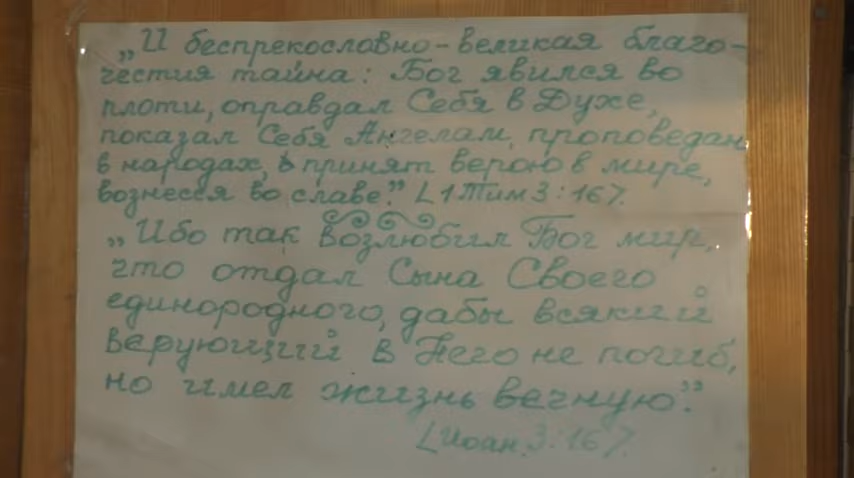 „И беспрекословно-великая благо-
честия тайна: Бог явился во
плоти, оправдал Себя в Духе,
показал Себя Ангелам, проповедан
в народах, принят верою в мире,
вознесся во славе.” (1 Тим 3:16).
„Ибо так возлюбил Бог мир,
что отдал Сына Своего
единородного, дабы всякий
верующий в Него не погиб,
но имел жизнь вечную.”
(Иоан. 3:16).